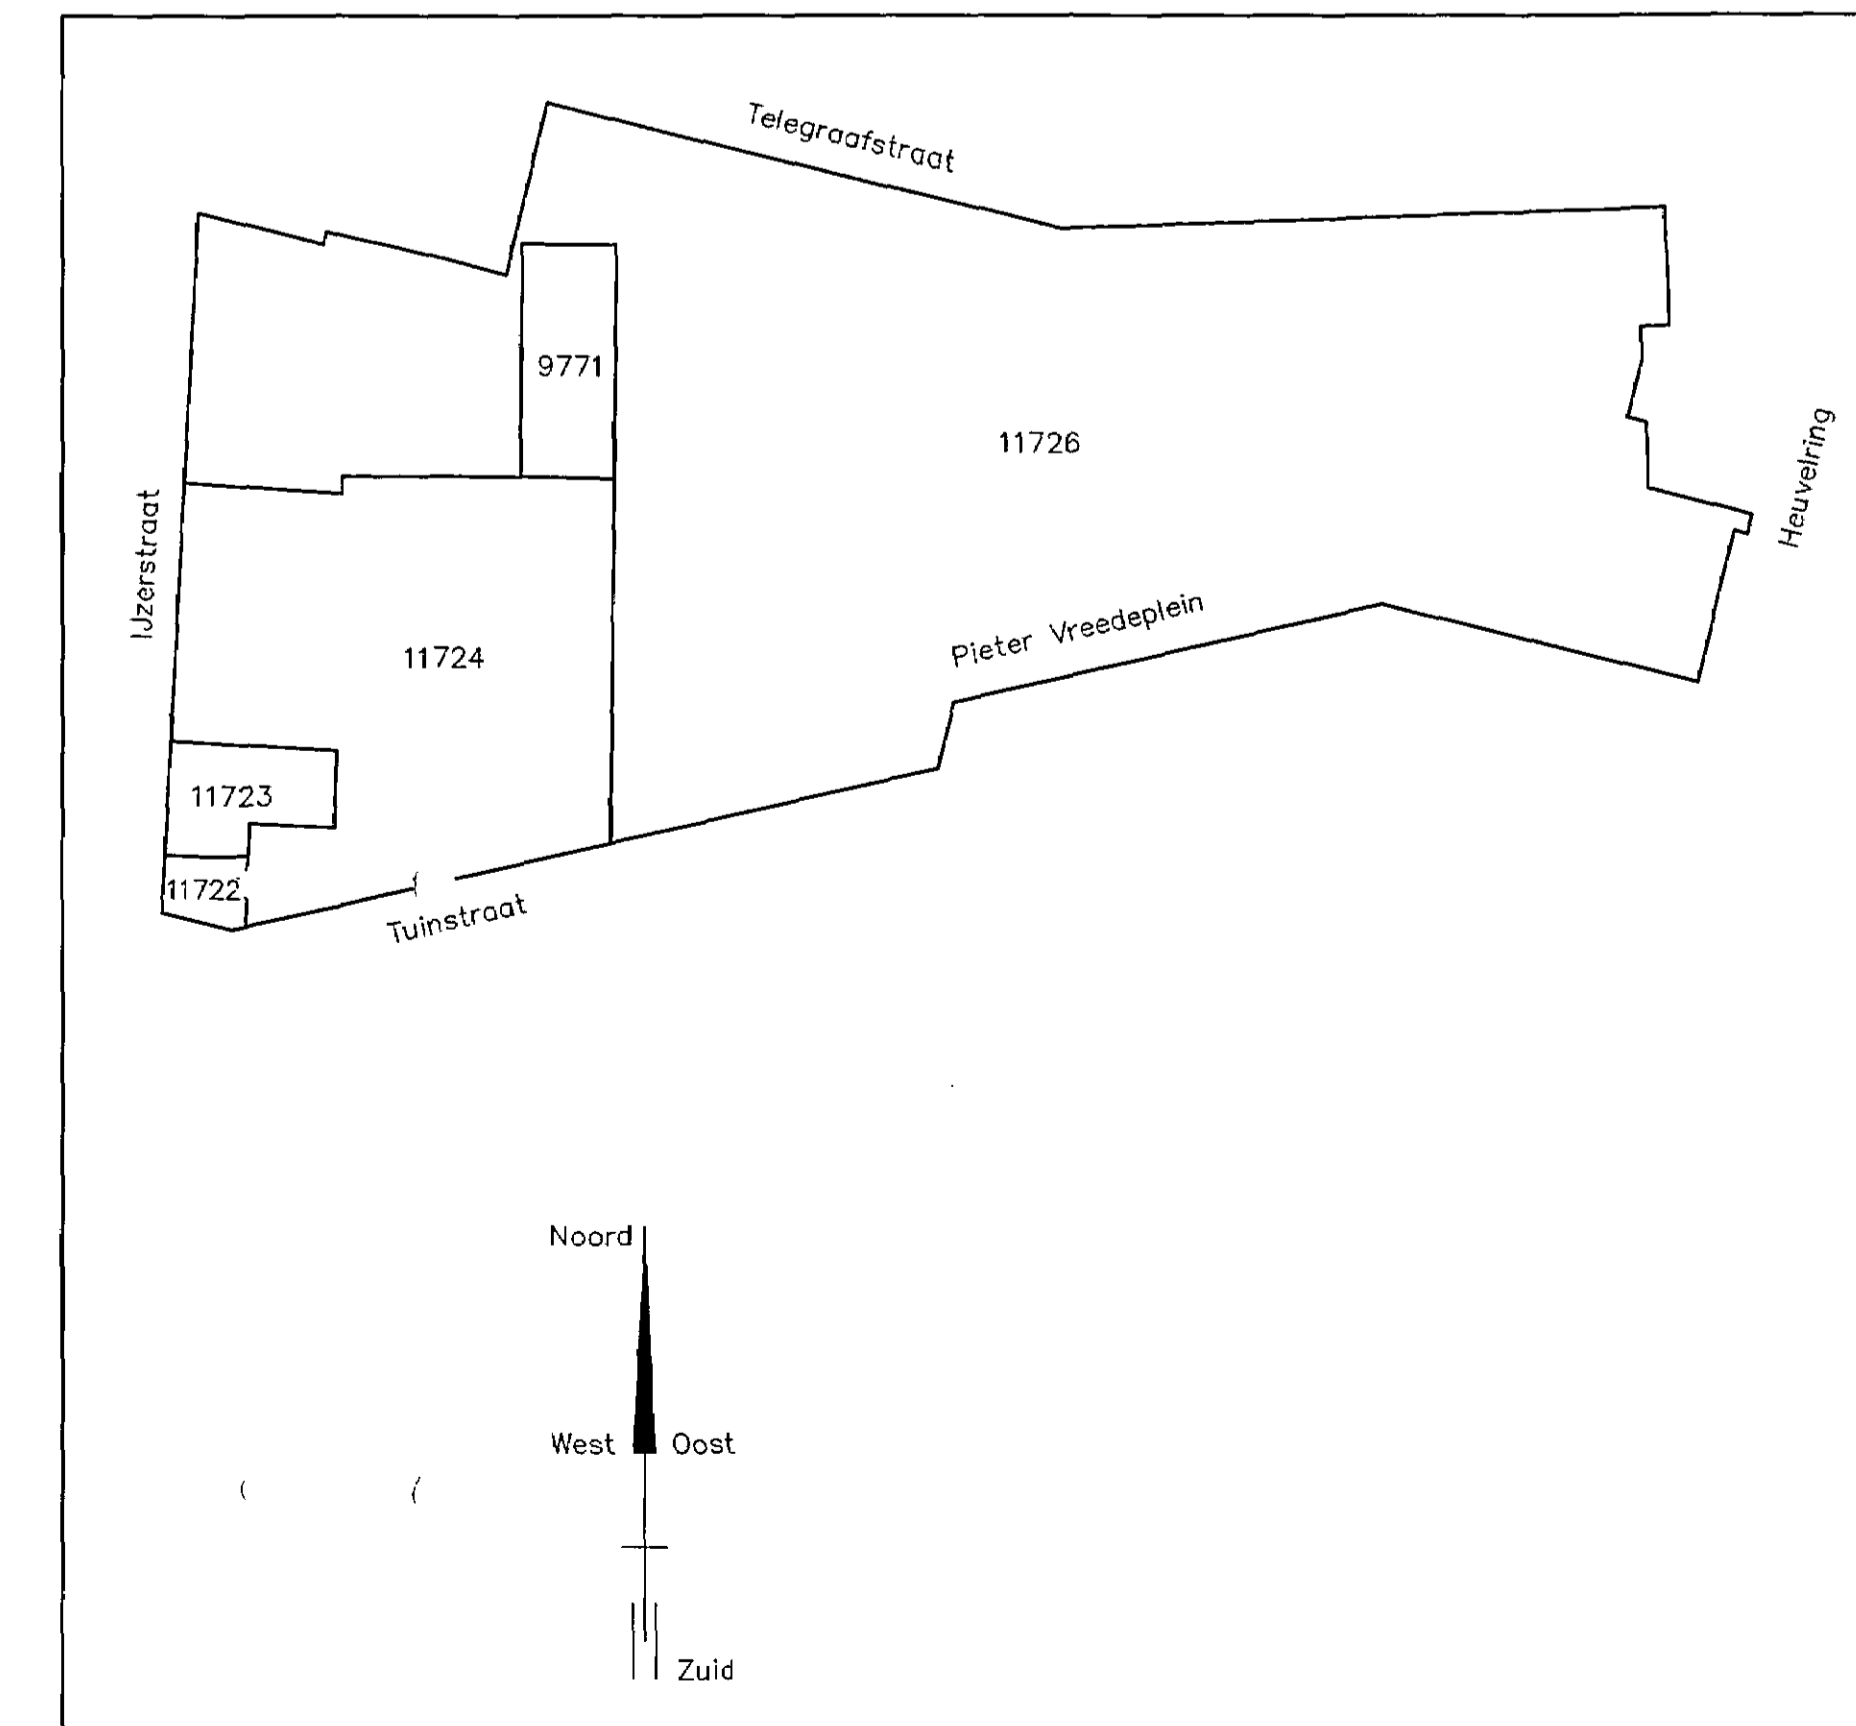 Telegraafstraat
9771
11726
Heuvelring
IJzerstraat
Pieter Vreedeplein
11724
11723
11722
Tuinstraat
Noord
West Oost
Zuid